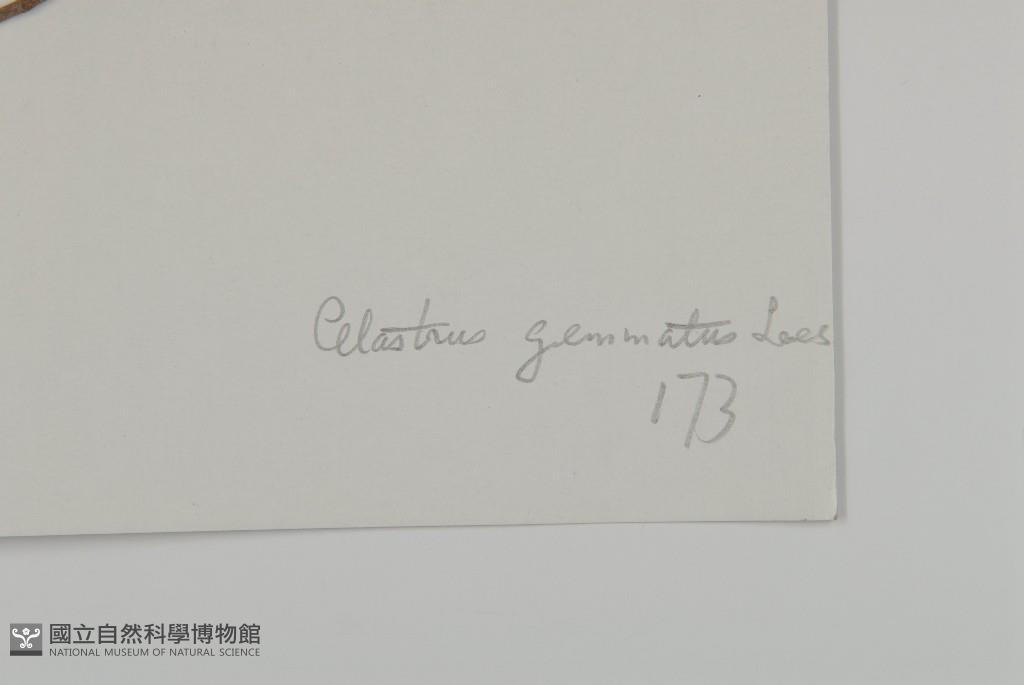 Celastrus gemmatus Loes
173
國立自然科學博物館
NATIONAL MUSEUM OF NATURAL SCIENCE